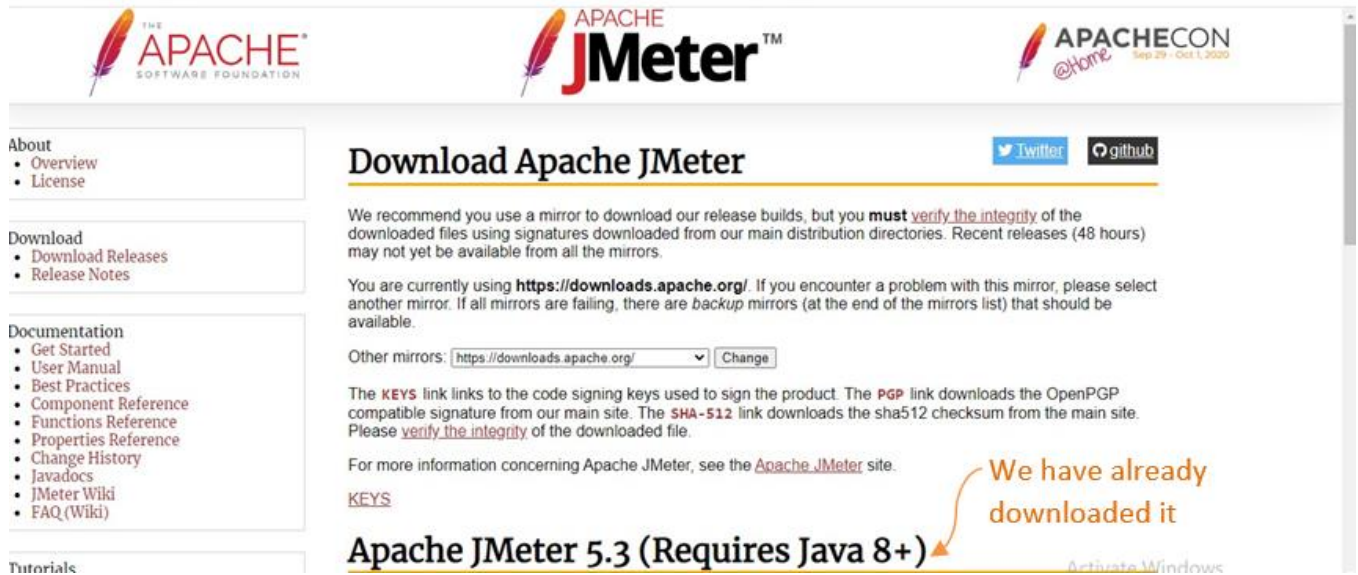 THE
APACHE®
SOFTWARE FOUNDATION
APACHE
JMeter™
APACHECON
@Home Sep 29 - Oct 1, 2020
About
• Overview
• License
Download
• Download Releases
• Release Notes
Documentation
• Get Started
• User Manual
• Best Practices
• Component Reference
• Functions Reference
• Properties Reference
• Change History
• Javadocs
• JMeter Wiki
• FAQ (Wiki)
Tutorials
Download Apache JMeter
Twitter
github
We recommend you use a mirror to download our release builds, but you must verify the integrity of the
downloaded files using signatures downloaded from our main distribution directories. Recent releases (48 hours)
may not yet be available from all the mirrors.
You are currently using https://downloads.apache.org/. If you encounter a problem with this mirror, please select
another mirror. If all mirrors are failing, there are backup mirrors (at the end of the mirrors list) that should be
available.
Other mirrors: https://downloads.apache.org/ Change
The KEYS link links to the code signing keys used to sign the product. The PGP link downloads the OpenPGP
compatible signature from our main site. The SHA-512 link downloads the sha512 checksum from the main site.
Please verify the integrity of the downloaded file.
For more information concerning Apache JMeter, see the Apache JMeter site.
KEYS
We have already
downloaded it
Apache JMeter 5.3 (Requires Java 8+)
Activate Windows